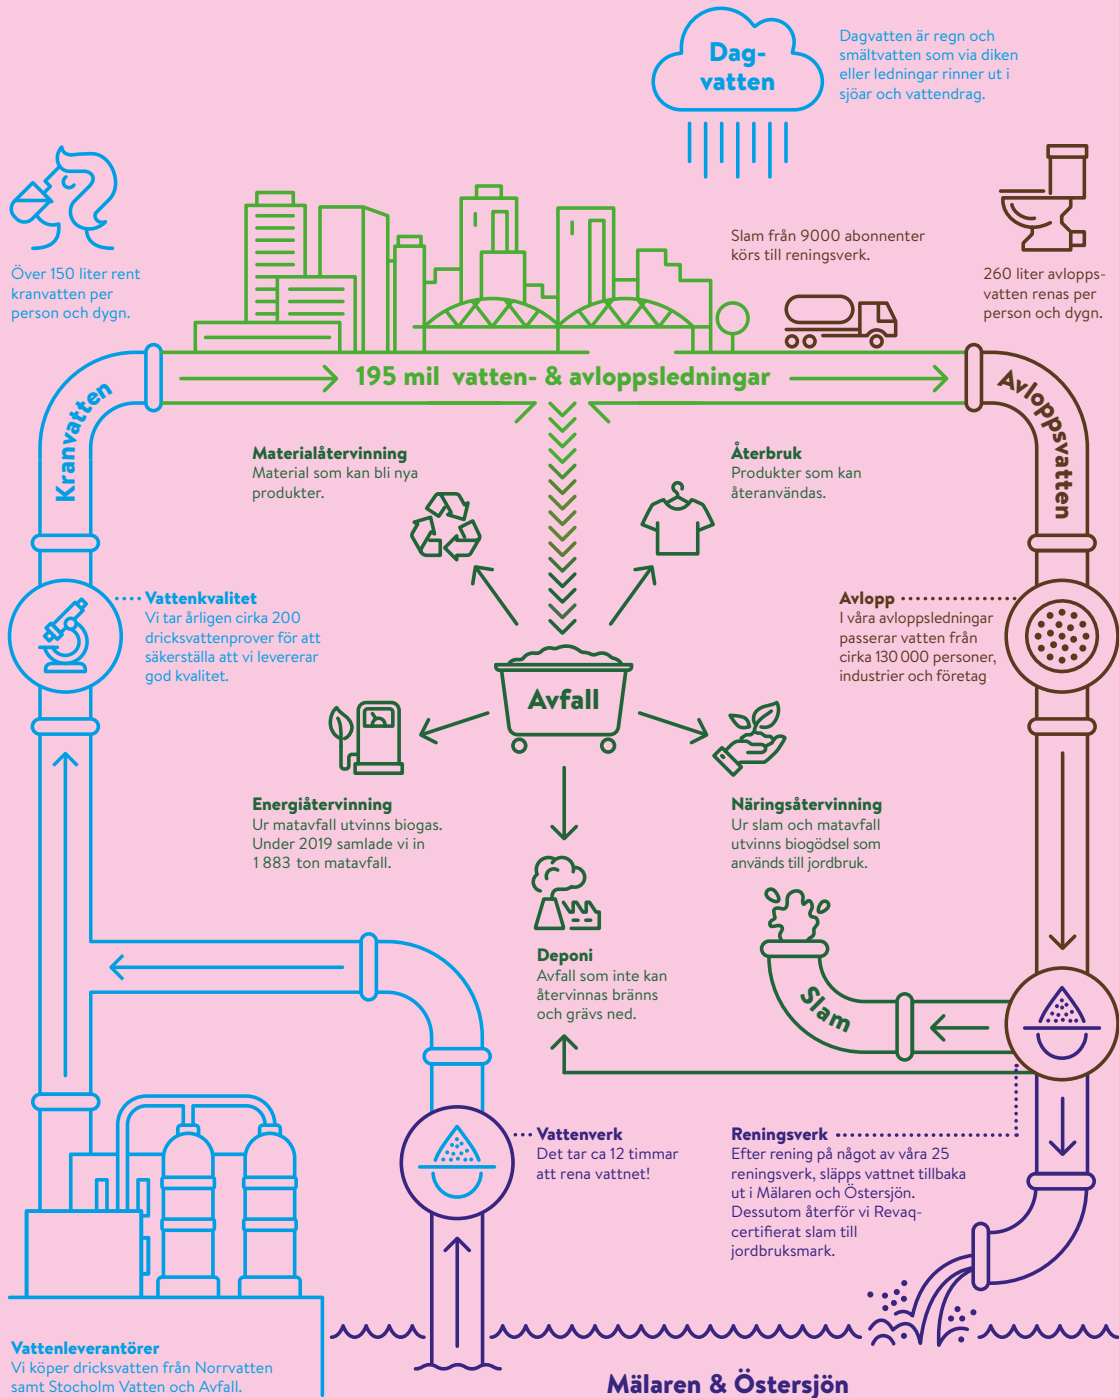 Dag-
vatten
Dagvatten är regn och
smältvatten som via diken
eller ledningar rinner ut i
sjöar och vattendrag.
Över 150 liter rent
kranvatten per
person och dygn.
Slam från 9000 abonnenter
körs till reningsverk.
260 liter avlopps-
vatten renas per
person och dygn.
Kranvatten
195 mil vatten- & avloppsledningar
Avloppsvatten
Materialåtervinning
Material som kan bli nya
produkter.
Återbruk
Produkter som kan
återanvändas.
Vattenkvalitet
Vi tar årligen cirka 200
dricksvattenprover för att
säkerställa att vi levererar
god kvalitet.
Avlopp
I våra avloppsledningar
passerar vatten från
cirka 130 000 personer,
industrier och företag
Avfall
Energiåtervinning
Ur matavfall utvinns biogas.
Under 2019 samlade vi in
1 883 ton matavfall.
Näringsåtervinning
Ur slam och matavfall
utvinns biogödsel som
används till jordbruk.
Deponi
Avfall som inte kan
återvinnas bränns
och grävs ned.
Slam
Vattenverk
Det tar ca 12 timmar
att rena vattnet!
Reningsverk
Efter rening på något av våra 25
reningsverk, släpps vattnet tillbaka
ut i Mälaren och Östersjön.
Dessutom återför vi Revaq-
certifierat slam till
jordbruksmark.
Vattenleverantörer
Vi köper dricksvatten från Norrvatten
samt Stocholm Vatten och Avfall.
Mälaren & Östersjön